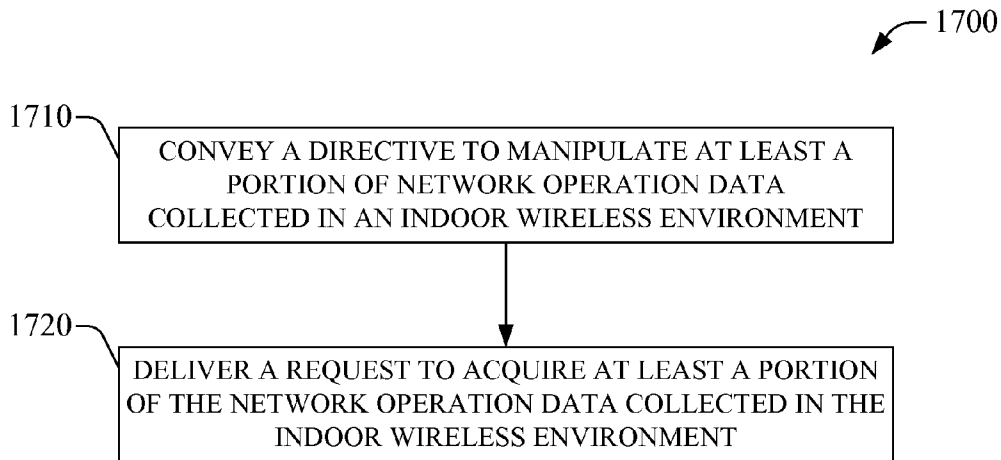 1700
1710
CONVEY A DIRECTIVE TO MANIPULATE AT LEAST A
PORTION OF NETWORK OPERATION DATA
COLLECTED IN AN INDOOR WIRELESS ENVIRONMENT
1720
DELIVER A REQUEST TO ACQUIRE AT LEAST A PORTION
OF THE NETWORK OPERATION DATA COLLECTED IN THE
INDOOR WIRELESS ENVIRONMENT